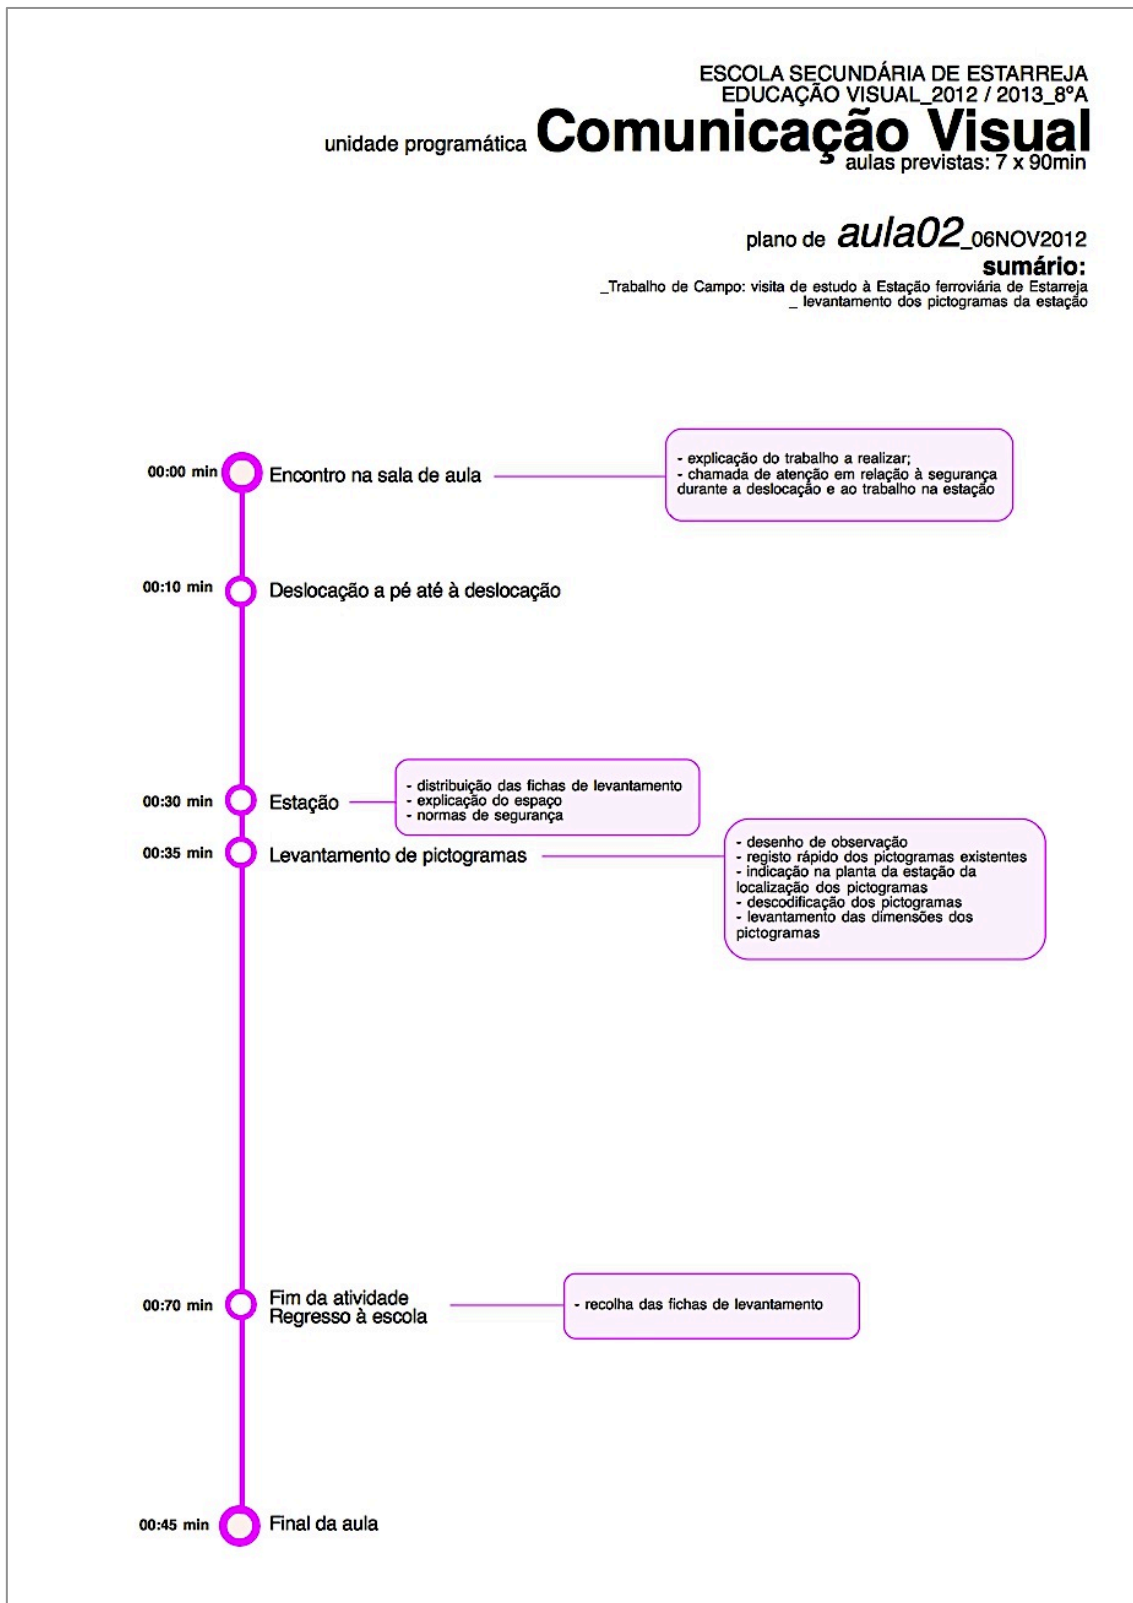 ESCOLA SECUNDÁRIA DE ESTARREJA
EDUCAÇÃO VISUAL_2012 / 2013_8ºA
unidade programática Comunicação Visual
aulas previstas: 7 x 90min
plano de aula02_06NOV2012
sumário:
_Trabalho de Campo: visita de estudo à Estação ferroviária de Estarreja
_ levantamento dos pictogramas da estação
00:00 min Encontro na sala de aula
- explicação do trabalho a realizar;
- chamada de atenção em relação à segurança
durante a deslocação e ao trabalho na estação
00:10 min Deslocação a pé até à deslocação
00:30 min Estação
- distribuição das fichas de levantamento
- explicação do espaço
- normas de segurança
00:35 min Levantamento de pictogramas
- desenho de observação
- registo rápido dos pictogramas existentes
- indicação na planta da estação da
localização dos pictogramas
- descodificação dos pictogramas
- levantamento das dimensões dos
pictogramas
00:70 min Fim da atividade
Regresso à escola
- recolha das fichas de levantamento
00:45 min Final da aula